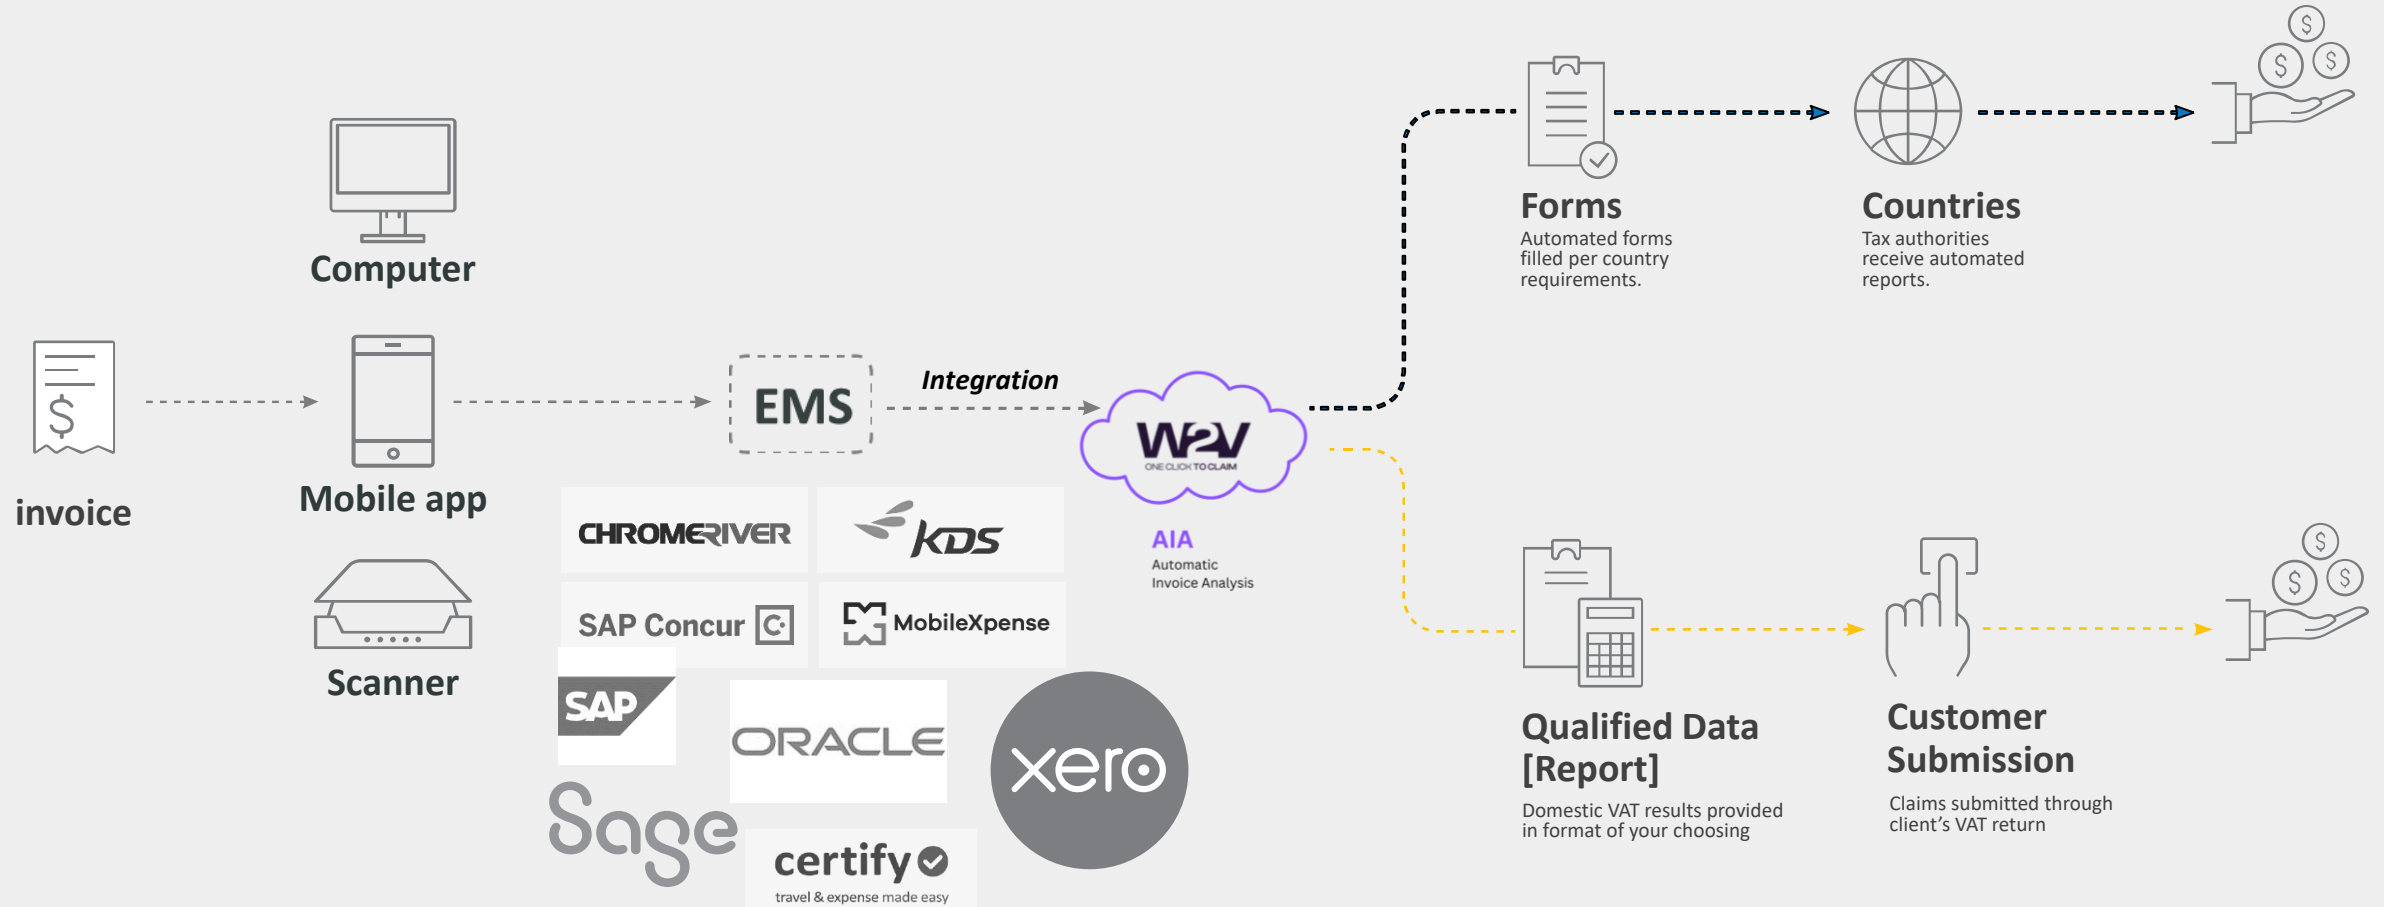 Computer
invoice
$
Mobile app
Scanner
EMS
Integration
CHROMERIVER
KDS
SAP Concur C.
MobileXpense
SAP
ORACLE
xero
Sage
certify
travel & expense made easy
W2V
ONE CLICK TO CLAIM
AIA
Automatic
Invoice Analysis
Forms
Automated forms
filled per country
requirements.
Countries
Tax authorities
receive automated
reports.
$
$
$
Qualified Data
[Report]
Domestic VAT results provided
in format of your choosing
Customer
Submission
Claims submitted through
client's VAT return
$
$
$